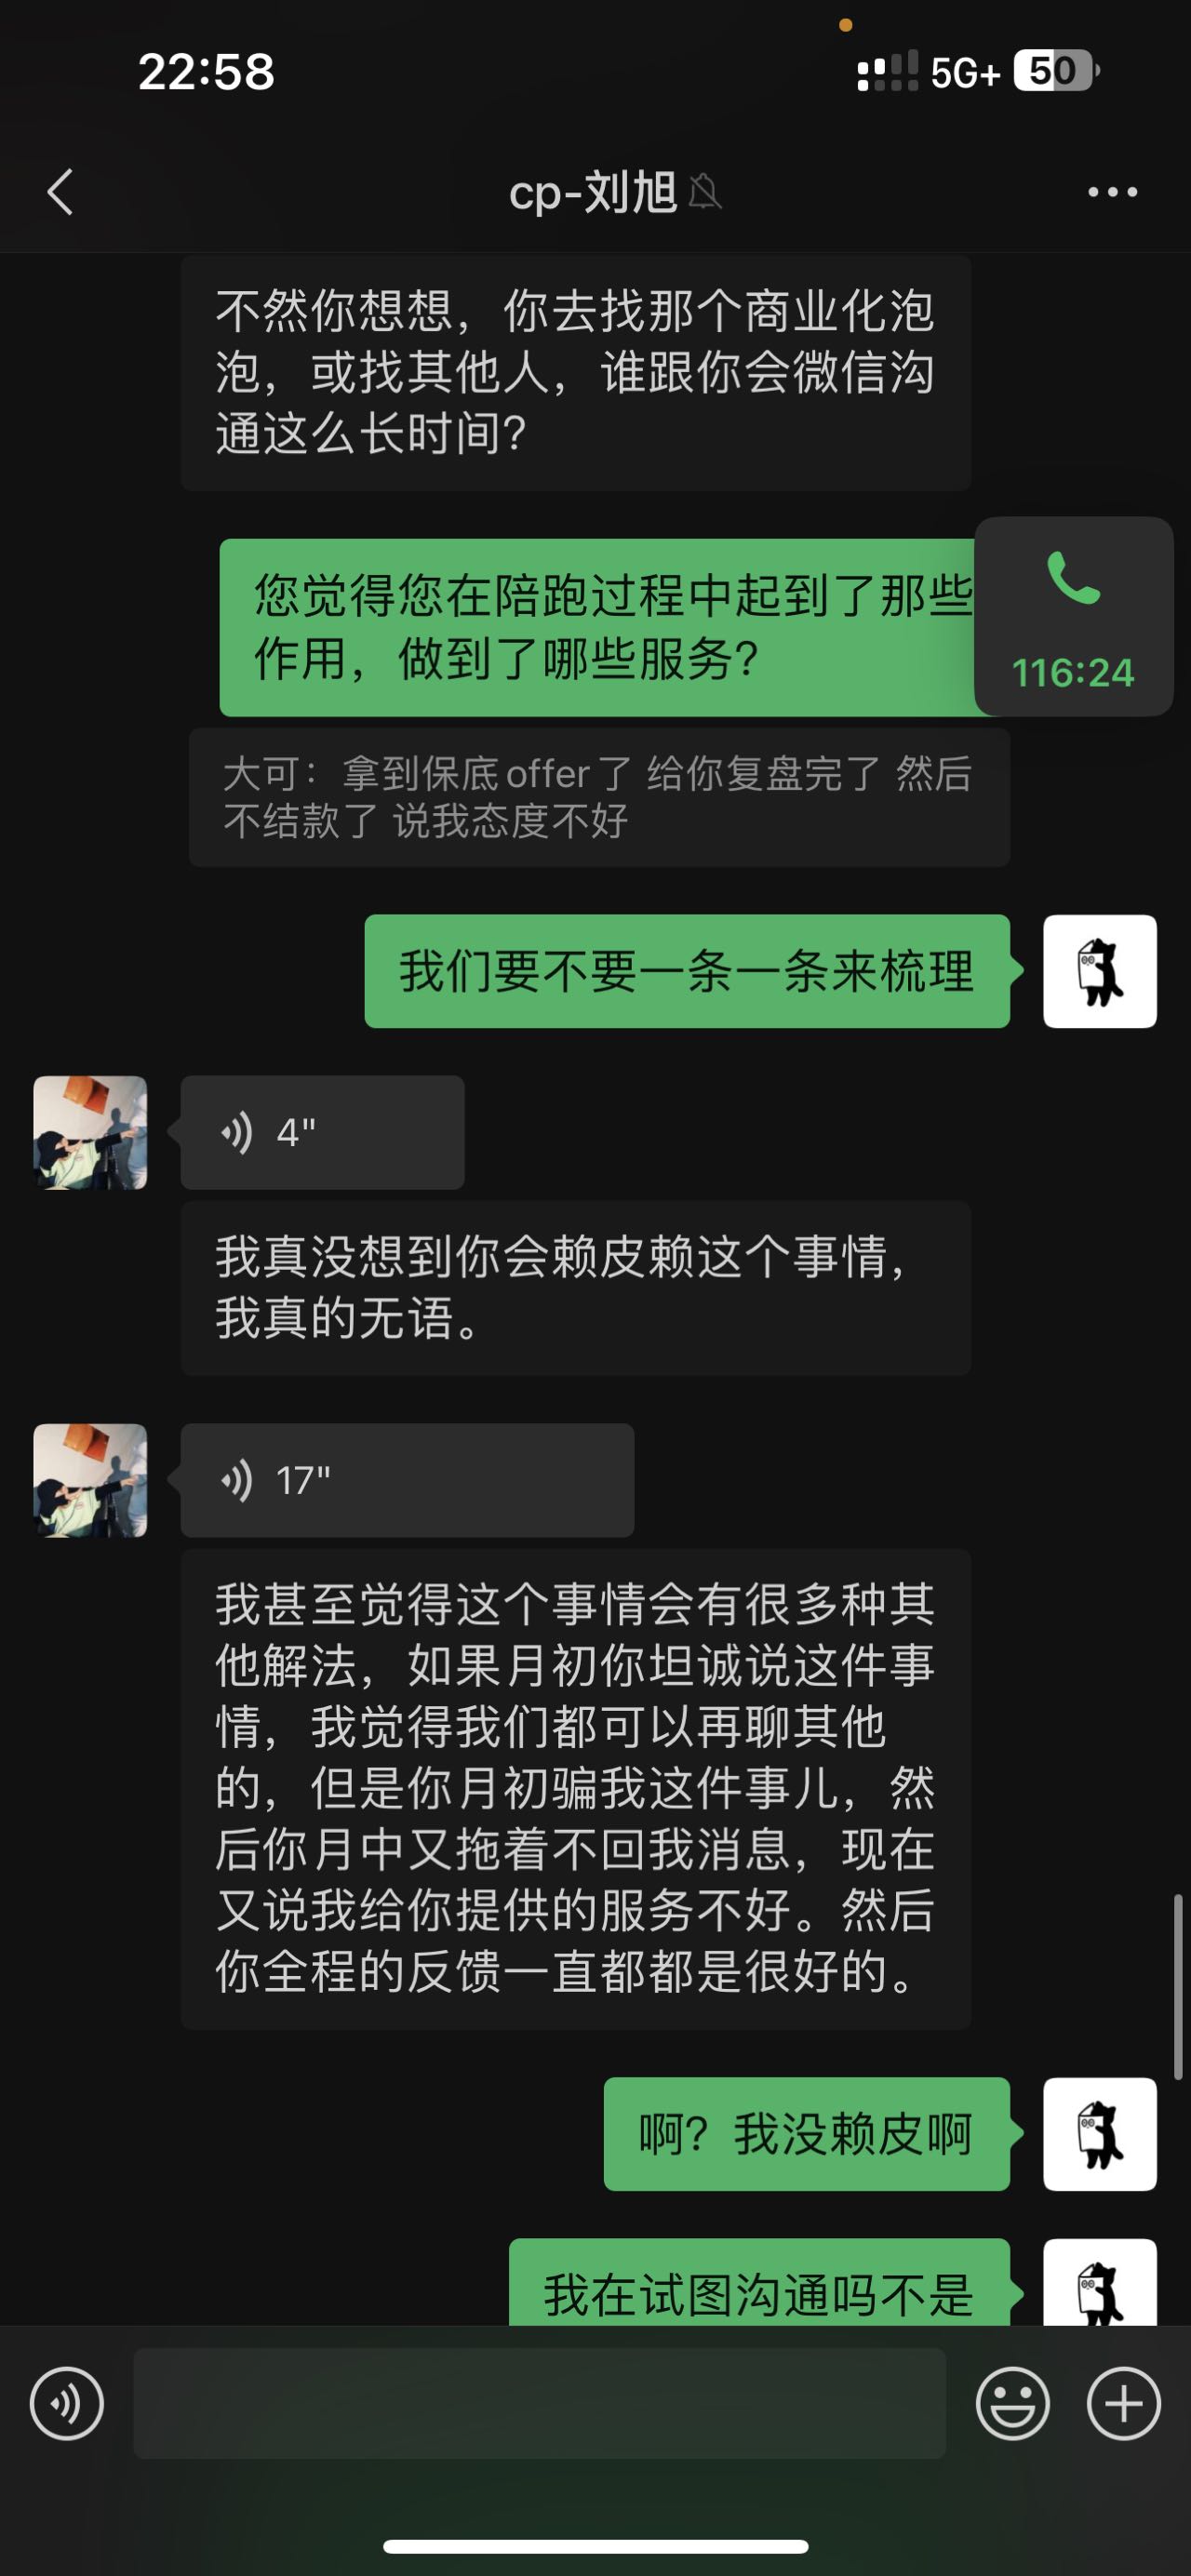 22:58
5G+ 50
cp-刘旭
不然你想想，你去找那个商业化泡
泡，或找其他人，谁跟你会微信沟
通这么长时间？
您觉得您在陪跑过程中起到了那些
作用，做到了哪些服务？
116:24
大可：拿到保底offer了 给你复盘完了 然后
不结款了 说我态度不好
我们要不要一条一条来梳理
4"
我真没想到你会赖皮赖这个事情，
我真的无语。
17"
我甚至觉得这个事情会有很多种其
他解法，如果月初你坦诚说这件事
情，我觉得我们都可以再聊其他
的，但是你月初骗我这件事儿，然
后你月中又拖着不回我消息，现在
又说我给你提供的服务不好。然后
你全程的反馈一直都都是很好的。
啊？我没赖皮啊
我在试图沟通吗不是